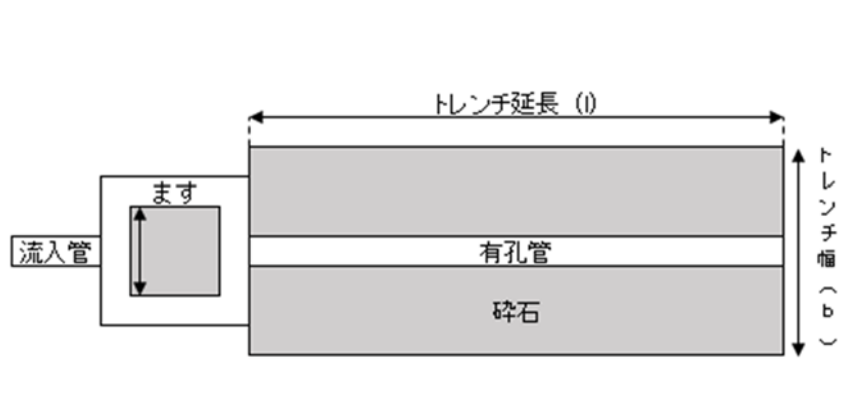 トレンチ延長（l）
ます
流入管
有孔管
砕石
トレンチ幅（b）